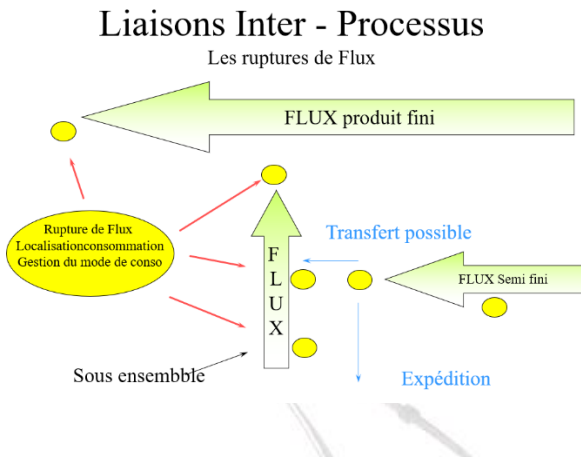 Liaisons Inter - Processus
Les ruptures de Flux
FLUX produit fini
Rupture de Flux
Localisationconsommation
Gestion du mode de conso
Transfert possible
F
L
U
X
FLUX Semi fini
Sous ensembble
Expédition